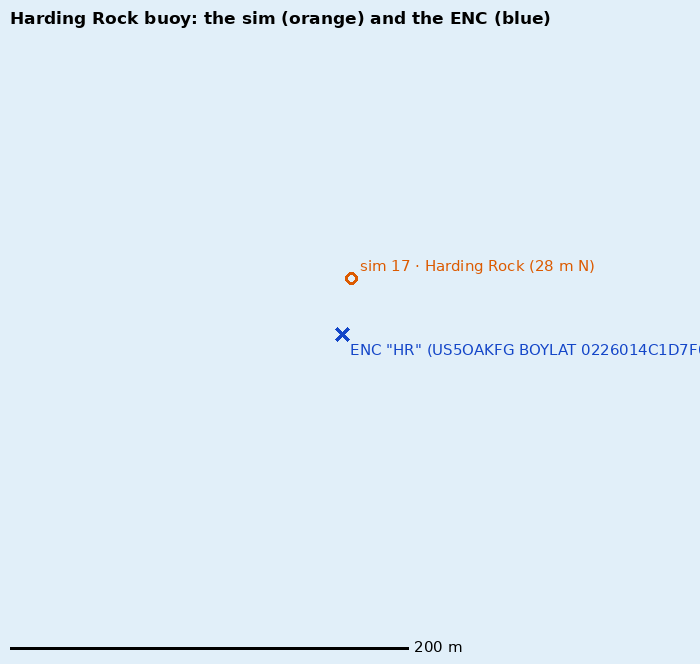 Harding Rock buoy: the sim (orange) and the ENC (blue)
sim 17 · Harding Rock (28 m N)
ENC "HR" (US5OAKFG BOYLAT 0226014C1D7F
200 m